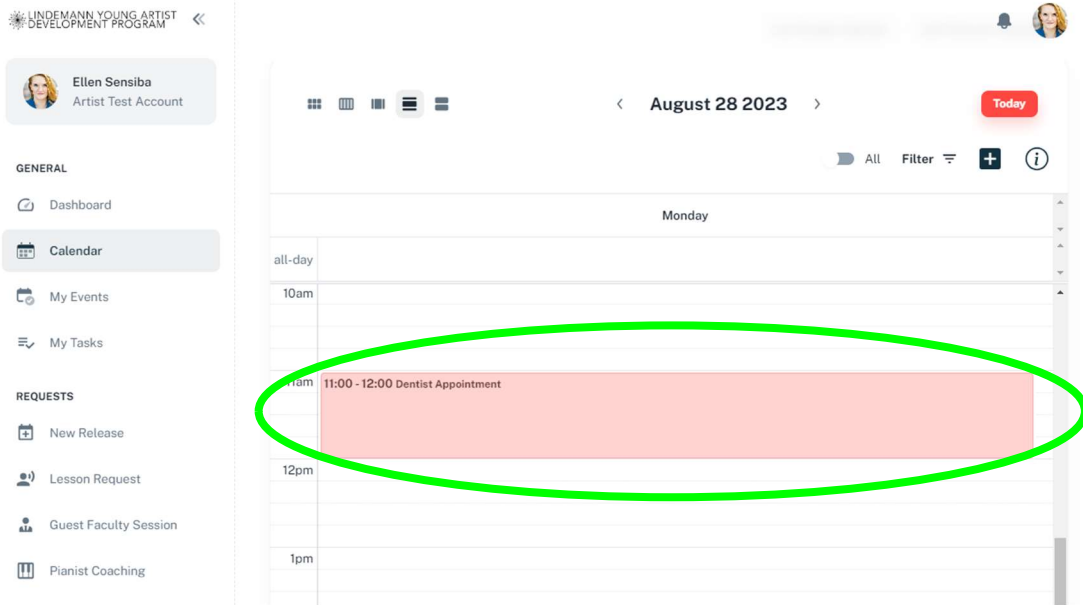 LINDEMANN YOUNG ARTIST
DEVELOPMENT PROGRAM
Ellen Sensiba
Artist Test Account
GENERAL
Dashboard
Calendar
My Events
My Tasks
REQUESTS
New Release
Lesson Request
Guest Faculty Session
Pianist Coaching
August 28 2023
Today
All
Filter
Monday
all-day
10am
11:00 - 12:00 Dentist Appointment
12pm
1pm